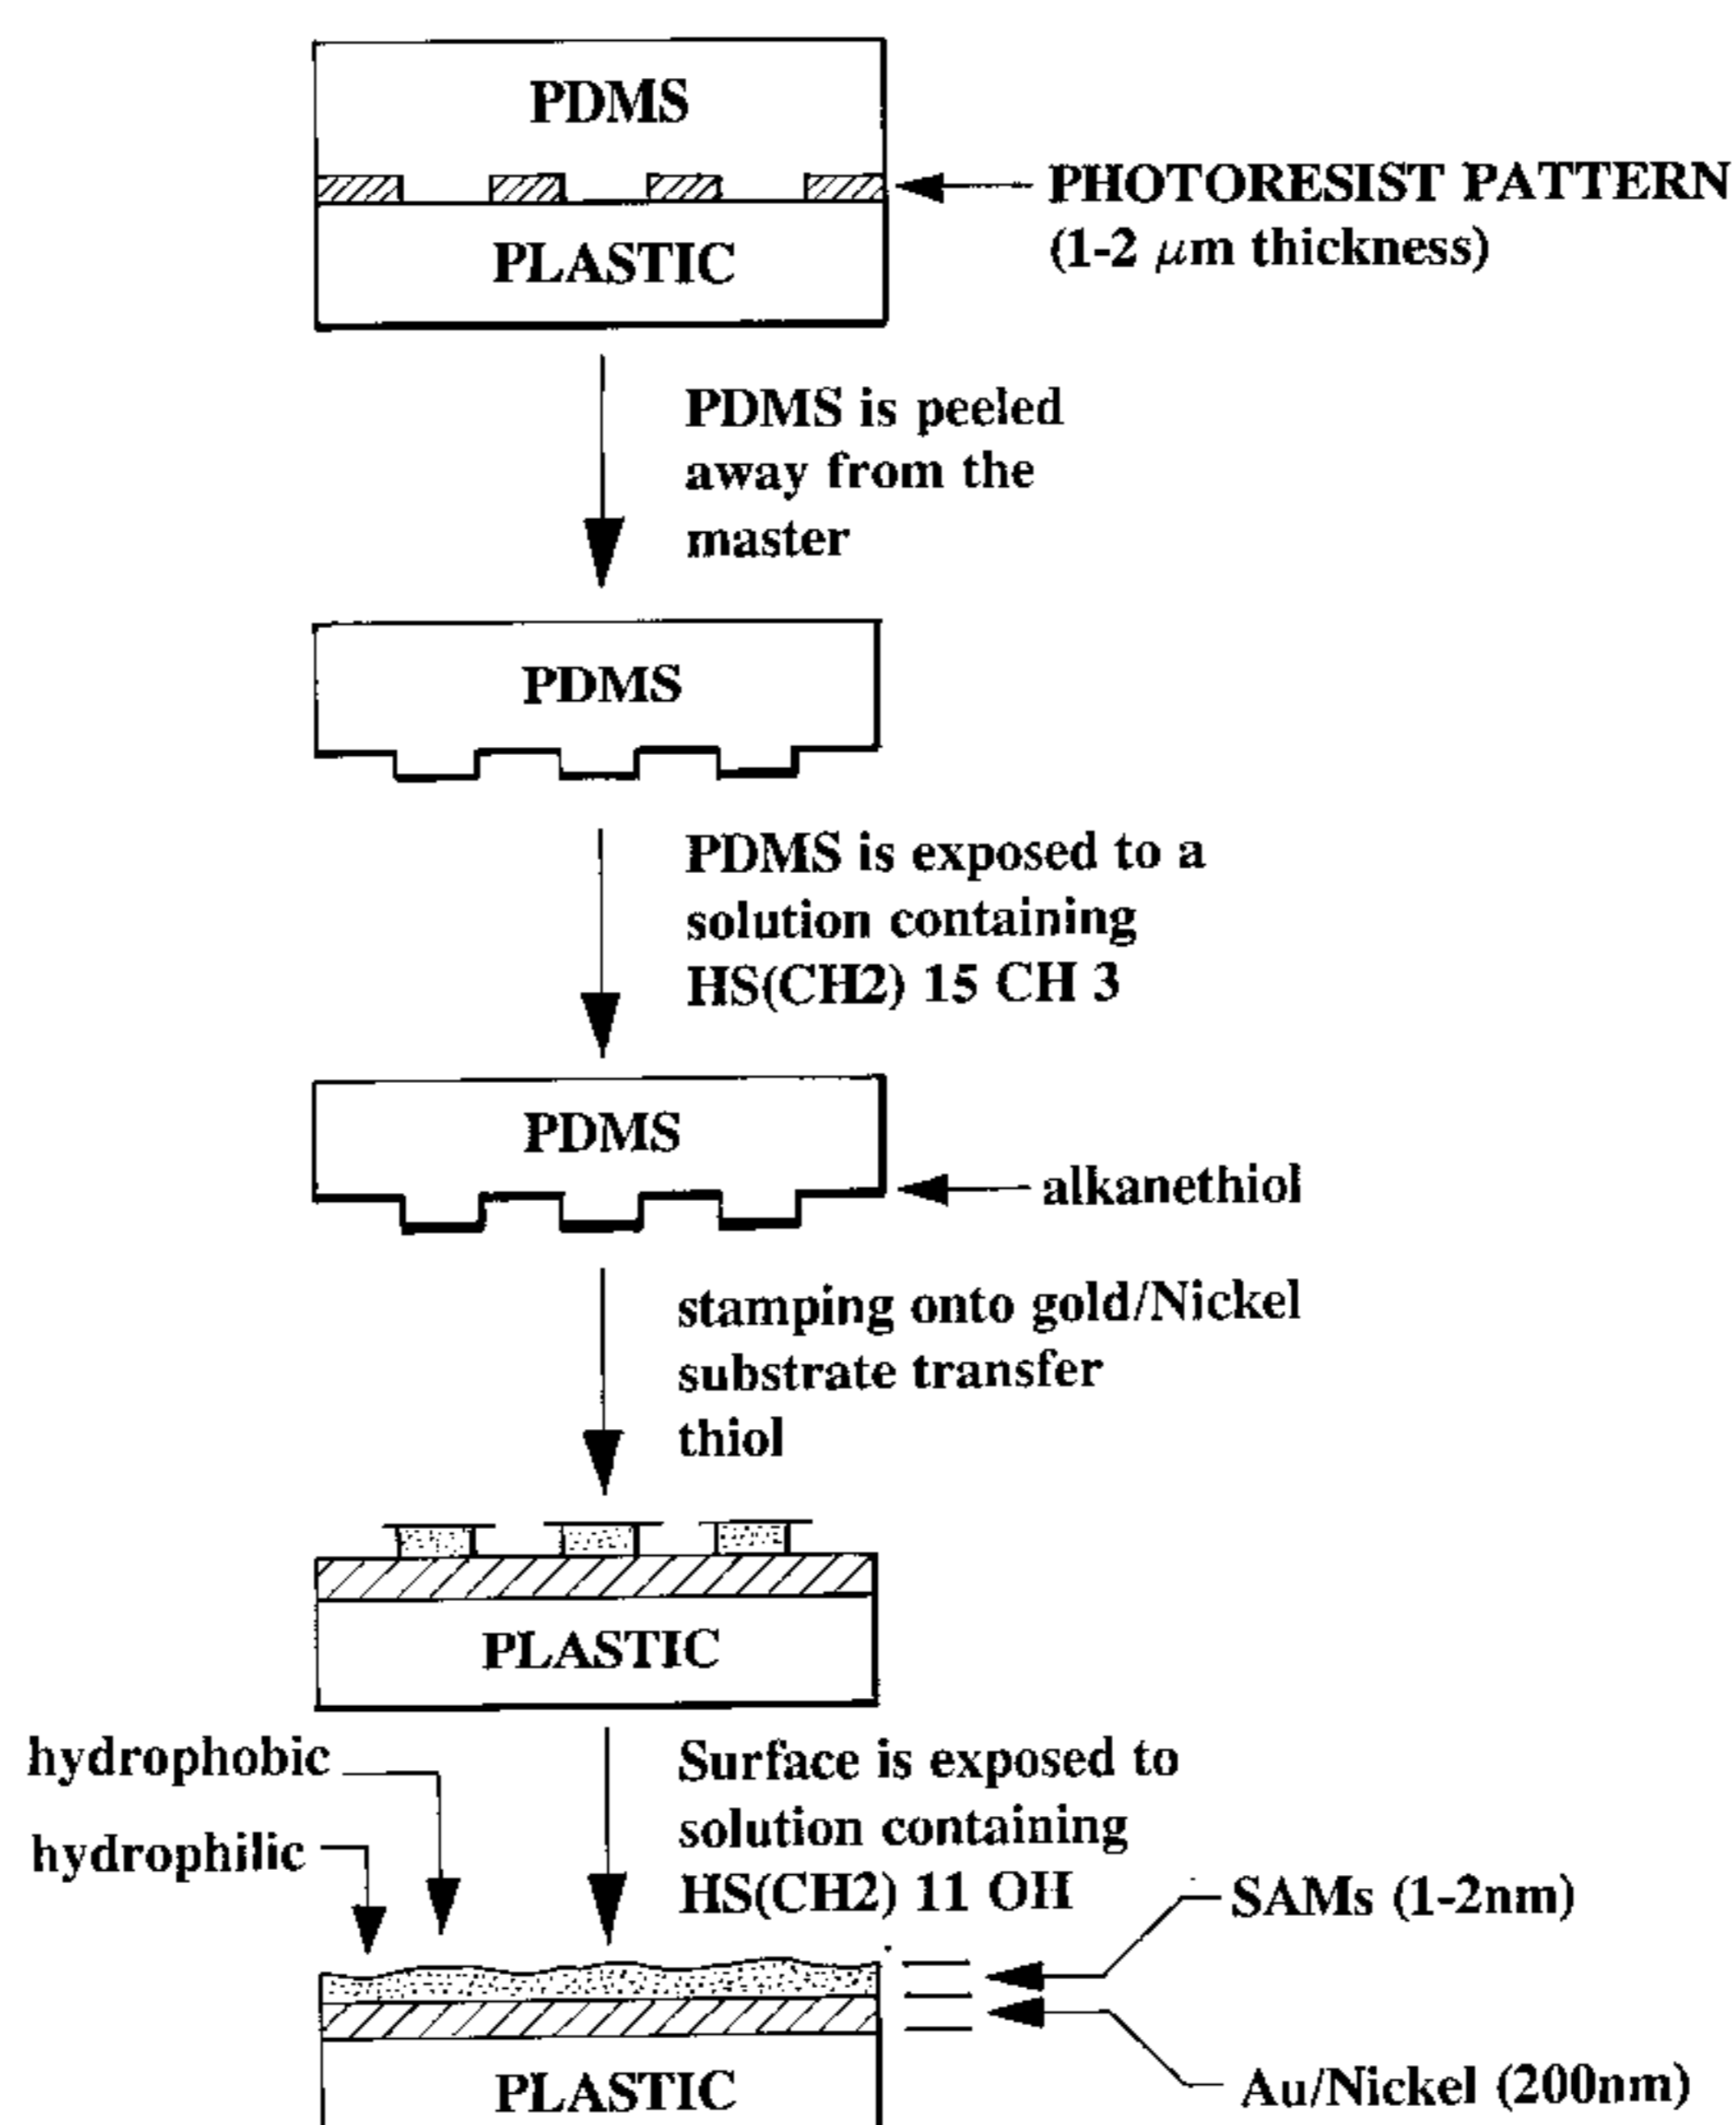 PDMS
PHOTORESIST PATTERN
(1-2 μm thickness)
PLASTIC
PDMS is peeled
away from the
master
PDMS
PDMS is exposed to a
solution containing
HS(CH2) 15 CH 3
PDMS
alkanethiol
stamping onto gold/Nickel
substrate transfer
thiol
PLASTIC
hydrophobic
hydrophilic
Surface is exposed to
solution containing
HS(CH2) 11 OH
SAMs (1-2nm)
Au/Nickel (200nm)
PLASTIC